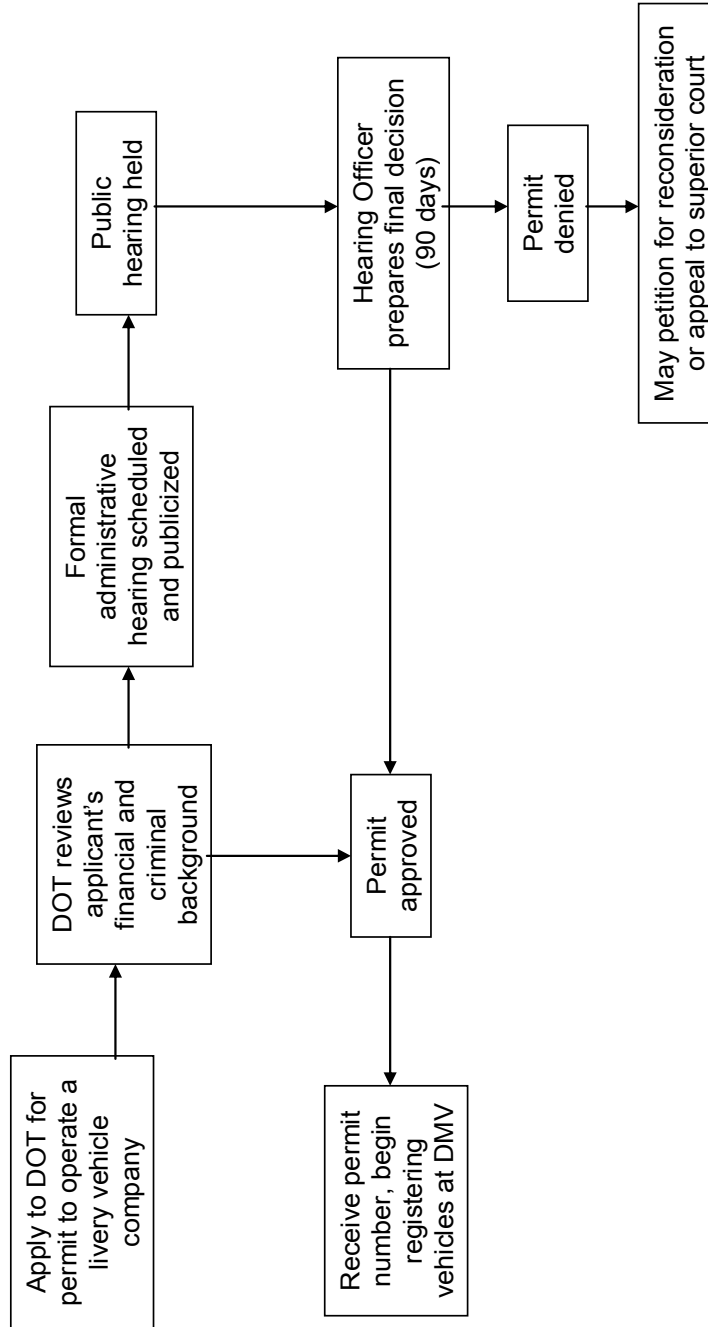 Apply to DOT for
permit to operate a
livery vehicle
company
DOT reviews
applicant's
financial and
criminal
background
Formal
administrative
hearing scheduled
and publicized
Public
hearing held
Receive permit
number, begin
registering
vehicles at DMV
Permit
approved
Hearing Officer
prepares final decision
(90 days)
Permit
denied
May petition for reconsideration
or appeal to superior court